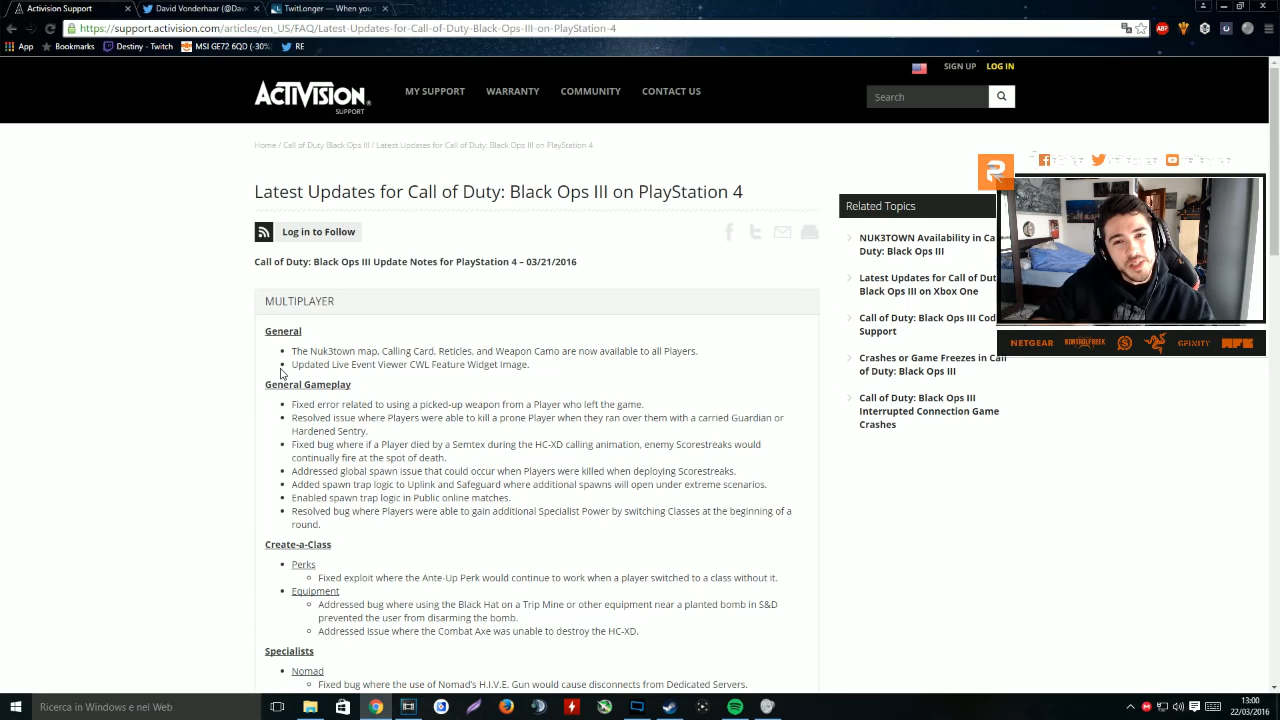 Activision Support
David Vonderhaar (@Da
TwitLonger — When you
https://support.activision.com/articles/en_US/FAQ/Latest-Updates-for-Call-of-Duty-Black-Ops-III-on-PlayStation-4
App Bookmarks Destiny - Twitch MSI GE72 6QD (-30% RE
ACTIVISION SUPPORT
SIGN UP LOG IN
MY SUPPORT WARRANTY COMMUNITY CONTACT US
Search
Home / Call of Duty Black Ops III / Latest Updates for Call of Duty: Black Ops III on PlayStation 4
Latest Updates for Call of Duty: Black Ops III on PlayStation 4
Log in to Follow
Call of Duty: Black Ops III Update Notes for PlayStation 4 – 03/21/2016
MULTIPLAYER
General
The Nuk3town map, Calling Card, Reticles, and Weapon Camo are now available to all Players.
Updated Live Event Viewer CWL Feature Widget Image.
General Gameplay
Fixed error related to using a picked-up weapon from a Player who left the game.
Resolved issue where Players were able to kill a prone Player when they ran over them with a carried Guardian or
Hardened Sentry.
Fixed bug where if a Player died by a Semtex during the HC-XD calling animation, enemy Scorestreaks would
continually fire at the spot of death.
Addressed global spawn issue that could occur when Players were killed when deploying Scorestreaks.
Added spawn trap logic to Uplink and Safeguard where additional spawns will open under extreme scenarios.
Enabled spawn trap logic in Public online matches.
Resolved bug where Players were able to gain additional Specialist Power by switching Classes at the beginning of a
round.
Create-a-Class
Perks
Fixed exploit where the Ante-Up Perk would continue to work when a player switched to a class without it.
Equipment
Addressed bug where using the Black Hat on a Trip Mine or other equipment near a planted bomb in S&D
prevented the user from disarming the bomb.
Addressed issue where the Combat Axe was unable to destroy the HC-XD.
Specialists
Nomad
Fixed bug where the use of Nomad's H.I.V.E. Gun would cause disconnects from Dedicated Servers.
Related Topics
NUK3TOWN Availability in Ca
Duty: Black Ops III
Latest Updates for Call of Dut
Black Ops III on Xbox One
Call of Duty: Black Ops III Cod
Support
Crashes or Game Freezes in Call
of Duty: Black Ops III
Call of Duty: Black Ops III
Interrupted Connection Game
Crashes
NETGEAR KONTROLFREEK GFINITY
Ricerca in Windows e nel Web
13:00
22/03/2016